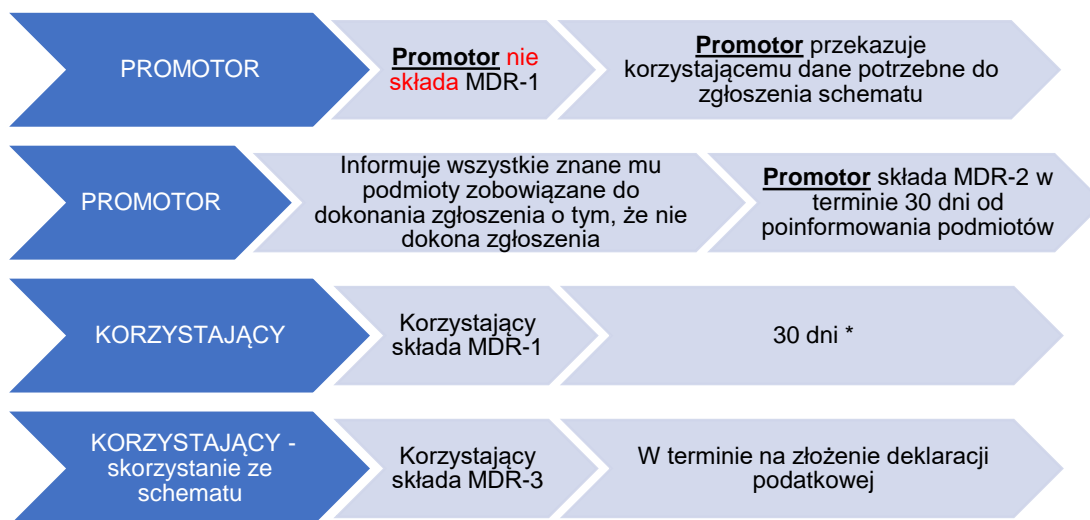 PROMOTOR
Promotor nie
składa MDR-1
Promotor przekazuje
korzystającemu dane potrzebne do
zgłoszenia schematu
PROMOTOR
Informuje wszystkie znane mu
podmioty zobowiązane do
dokonania zgłoszenia o tym, że nie
dokona zgłoszenia
Promotor składa MDR-2 w
terminie 30 dni od
poinformowania podmiotów
KORZYSTAJĄCY
Korzystający
składa MDR-1
30 dni *
KORZYSTAJĄCY -
skorzystanie ze
schematu
Korzystający
składa MDR-3
W terminie na złożenie deklaracji
podatkowej